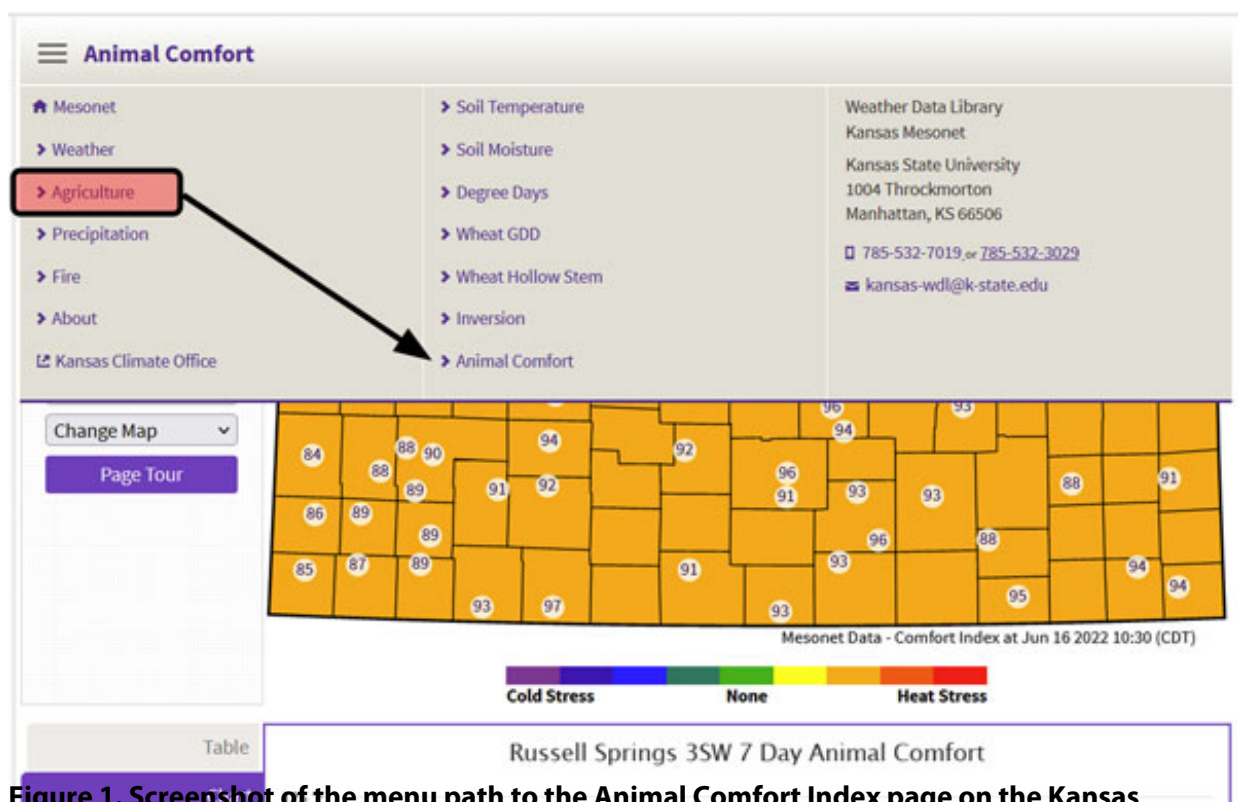 Animal Comfort
Mesonet
Weather
Agriculture
Precipitation
Fire
About
Kansas Climate Office
Soil Temperature
Soil Moisture
Degree Days
Wheat GDD
Wheat Hollow Stem
Inversion
Animal Comfort
Weather Data Library
Kansas Mesonet
Kansas State University
1004 Throckmorton
Manhattan, KS 66506
785-532-7019 or 785-532-3029
kansas-wdl@k-state.edu
Change Map
Page Tour
96 93
94
94
92
84 88 90
88
96
89 91 92 91 93 93 88 91
86 89
89
96 88
85 87 89 91 93 94
93 97 93 95 94
Mesonet Data - Comfort Index at Jun 16 2022 10:30 (CDT)
Cold Stress None Heat Stress
Table
Russell Springs 3SW 7 Day Animal Comfort
Figure 1. Screenshot of the menu path to the Animal Comfort Index page on the Kansas